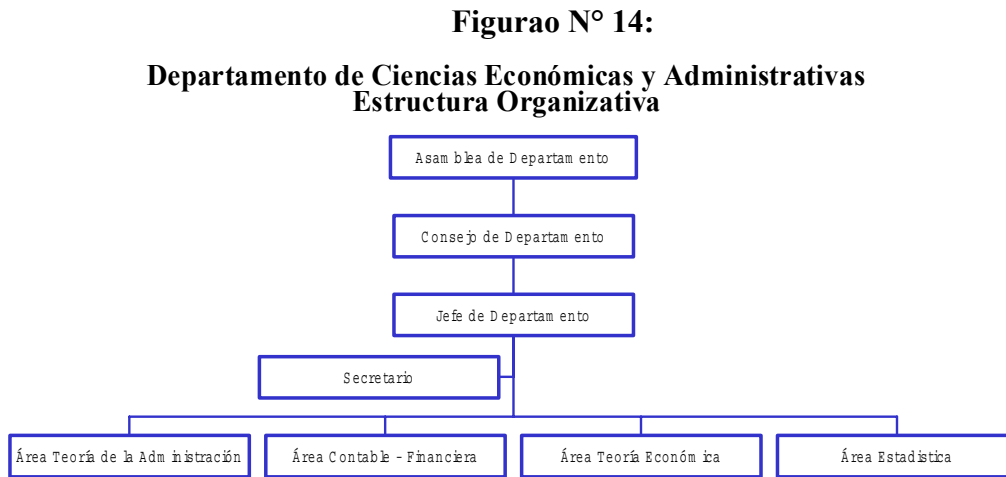 Figurao N° 14:
Departamento de Ciencias Económicas y Administrativas
Estructura Organizativa
Asamblea de Departamento
Consejo de Departamento
Jefe de Departamento
Secretario
Área Teoría de la Administración
Área Contable - Financiera
Área Teoría Económica
Área Estadistica